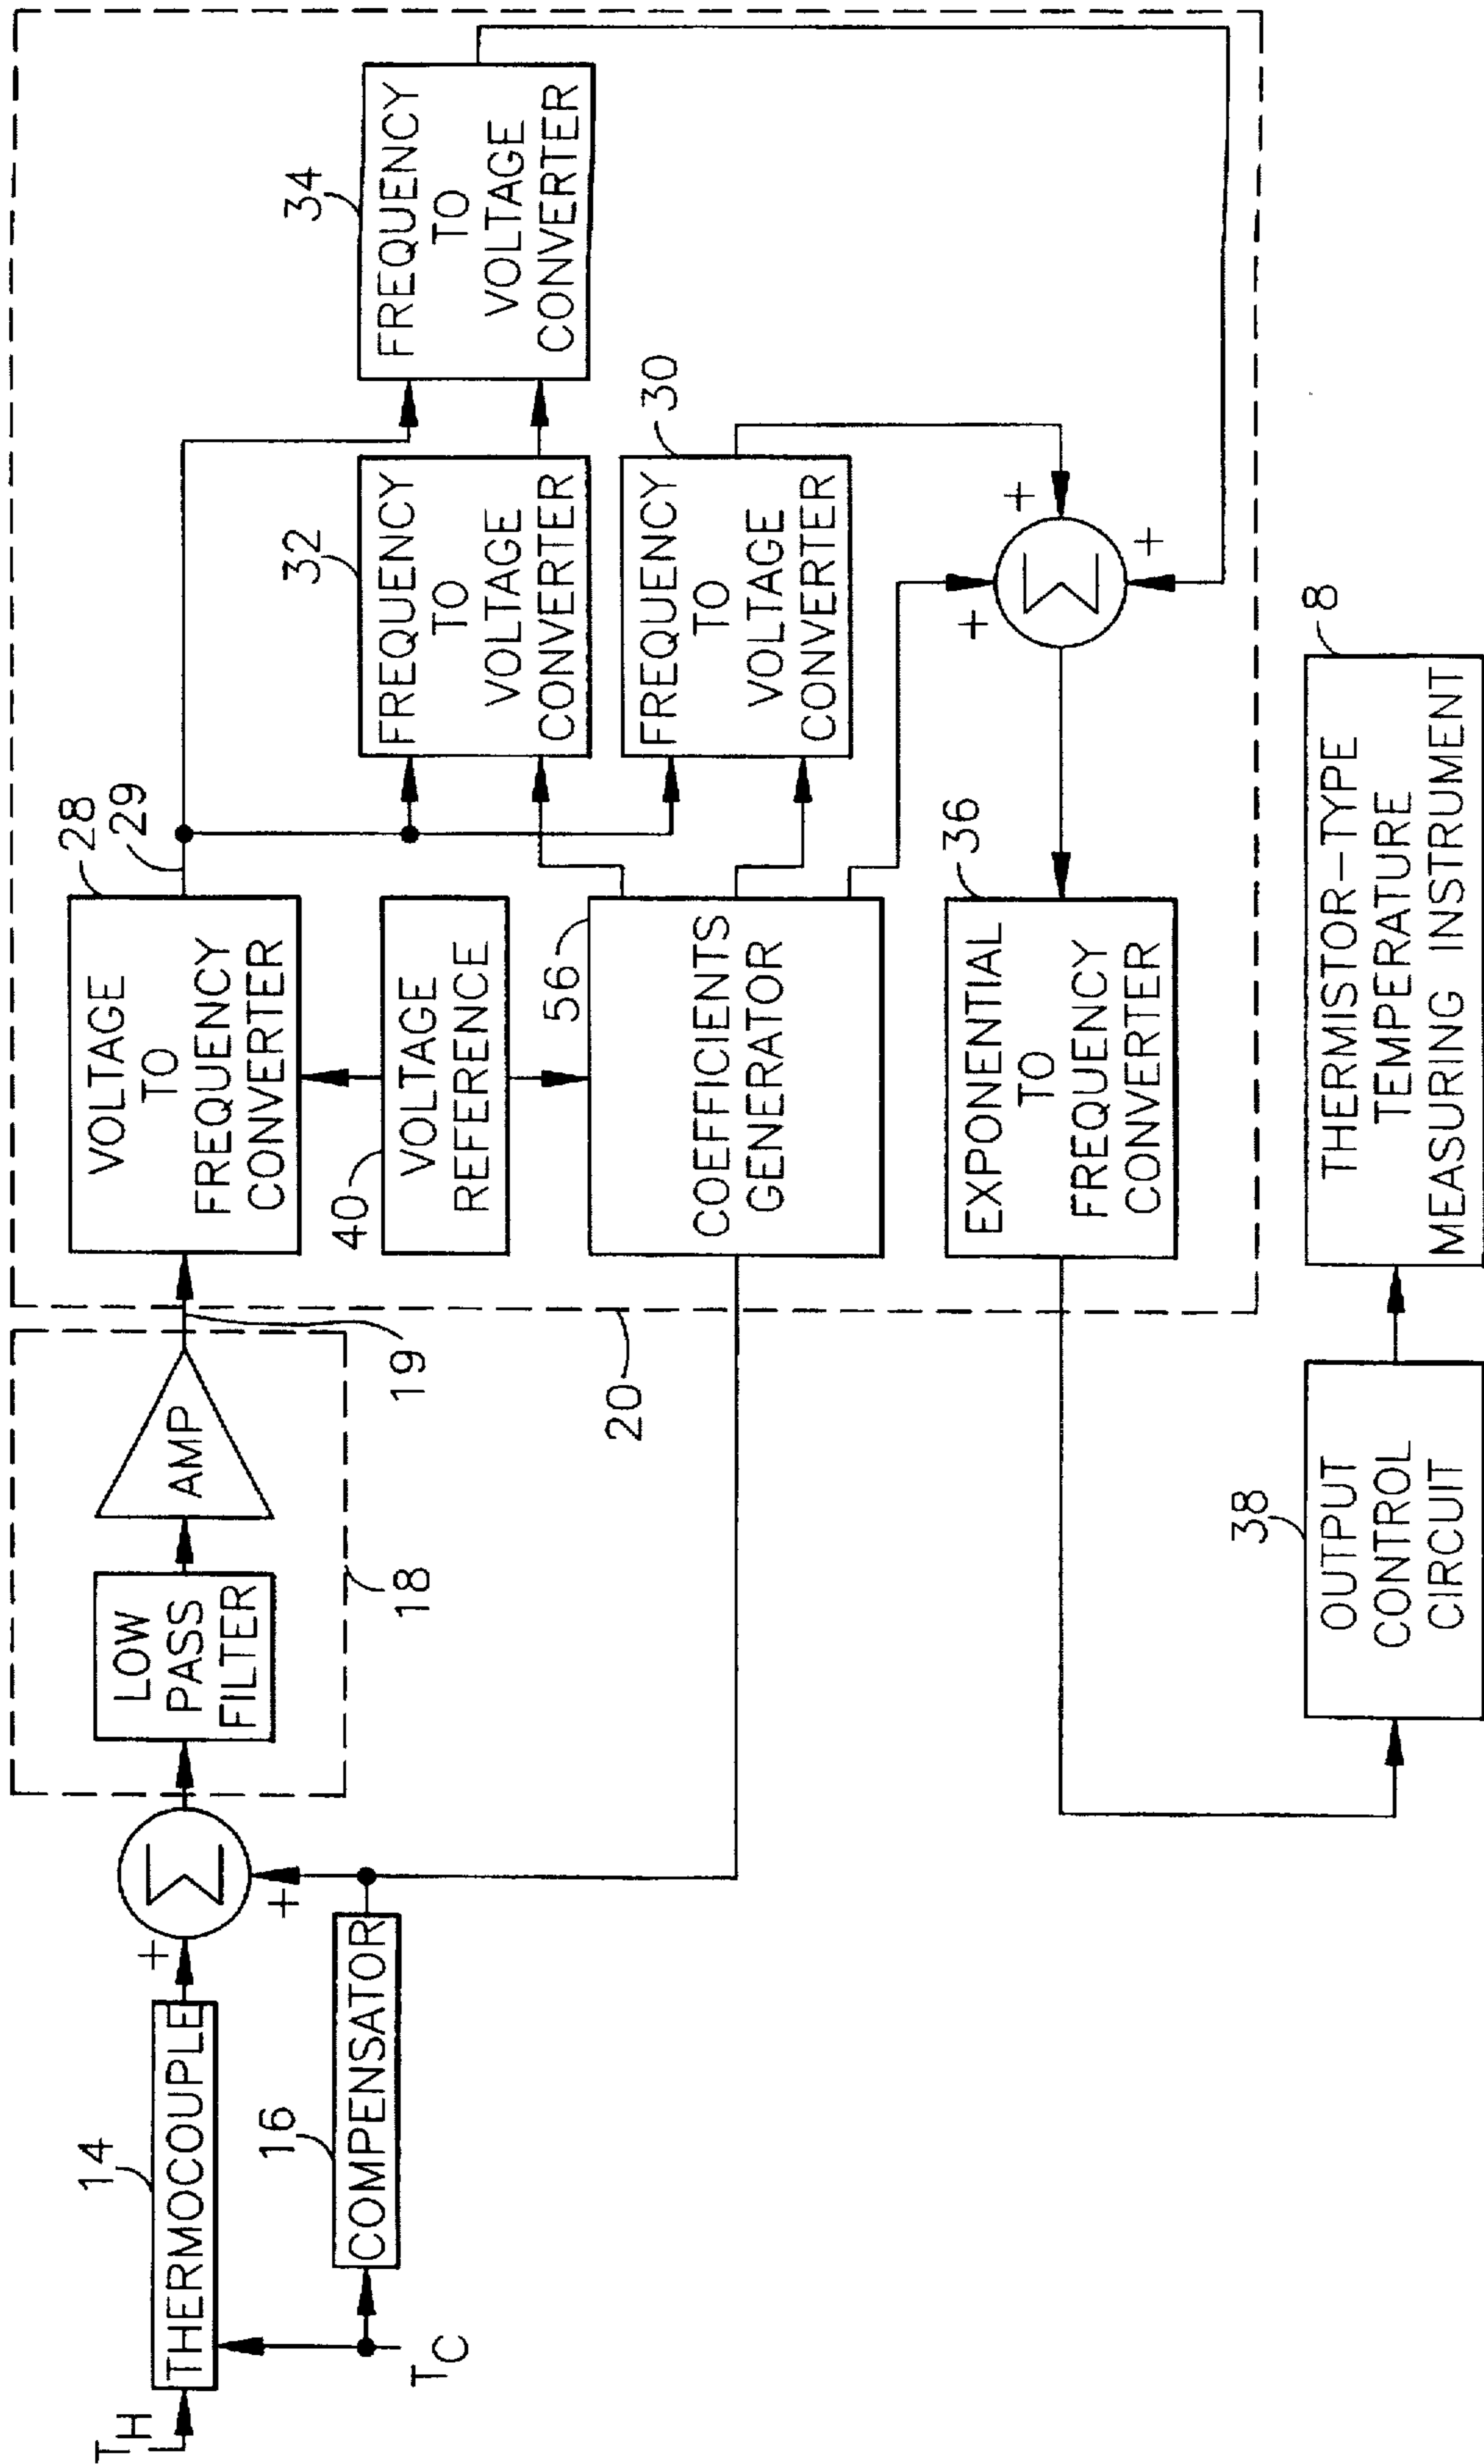 T_H
14
THERMOCOUPLE
+
T_C
16
COMPENSATOR
+
Σ
LOW
PASS
FILTER
AMP
18
19
20
28
VOLTAGE
TO
FREQUENCY
CONVERTER
29
40
VOLTAGE
REFERENCE
56
COEFFICIENTS
GENERATOR
32
FREQUENCY
TO
VOLTAGE
CONVERTER
34
FREQUENCY
TO
VOLTAGE
CONVERTER
30
FREQUENCY
TO
VOLTAGE
CONVERTER
+
+
+
Σ
36
EXPONENTIAL
TO
FREQUENCY
CONVERTER
38
OUTPUT
CONTROL
CIRCUIT
8
THERMISTOR-TYPE
TEMPERATURE
MEASURING INSTRUMENT